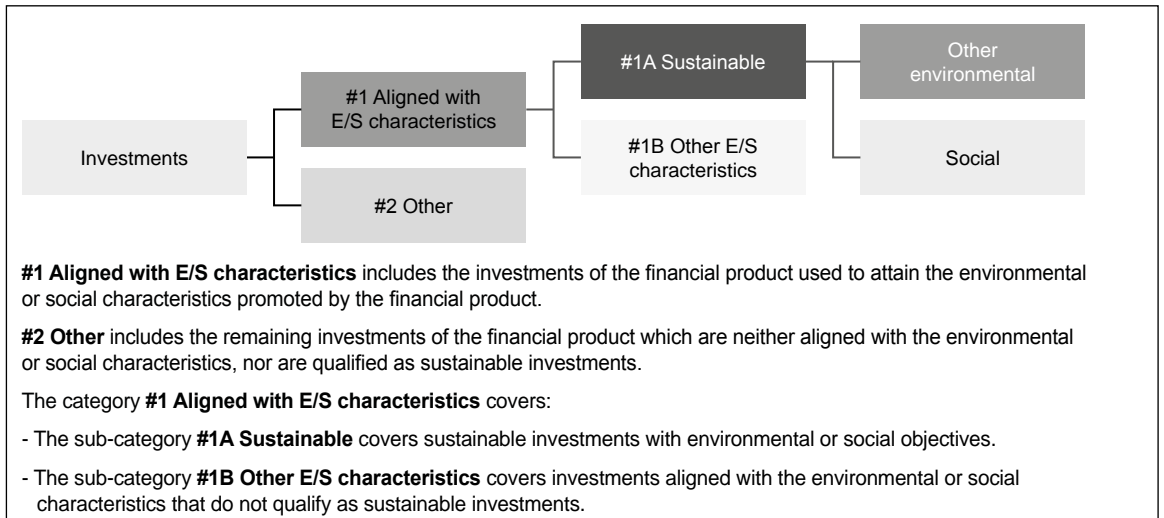 #1A Sustainable
Other
environmental
#1 Aligned with
E/S characteristics
Investments
#1B Other E/S
characteristics
Social
#2 Other
#1 Aligned with E/S characteristics includes the investments of the financial product used to attain the environmental
or social characteristics promoted by the financial product.
#2 Other includes the remaining investments of the financial product which are neither aligned with the environmental
or social characteristics, nor are qualified as sustainable investments.
The category #1 Aligned with E/S characteristics covers:
- The sub-category #1A Sustainable covers sustainable investments with environmental or social objectives.
- The sub-category #1B Other E/S characteristics covers investments aligned with the environmental or social
characteristics that do not qualify as sustainable investments.